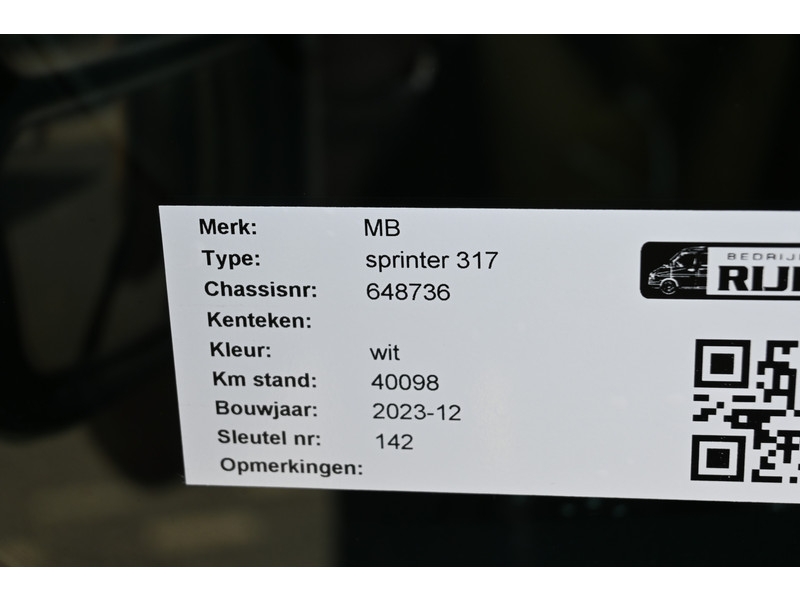 Merk: MB
Type: sprinter 317
Chassisnr: 648736
Kenteken:
Kleur: wit
Km stand: 40098
Bouwjaar: 2023-12
Sleutel nr: 142
Opmerkingen: